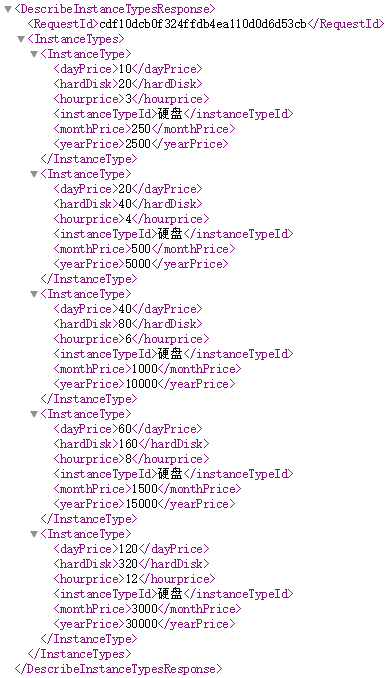 <DescribeInstanceTypesResponse>
<RequestId>cdf10dcb0f324ffdb4ea110d0d6d53cb</RequestId>
<InstanceTypes>
<InstanceType>
<dayPrice>10</dayPrice>
<hardDisk>20</hardDisk>
<hourprice>3</hourprice>
<instanceTypeId>硬盘</instanceTypeId>
<monthPrice>250</monthPrice>
<yearPrice>2500</yearPrice>
</InstanceType>
<InstanceType>
<dayPrice>20</dayPrice>
<hardDisk>40</hardDisk>
<hourprice>4</hourprice>
<instanceTypeId>硬盘</instanceTypeId>
<monthPrice>500</monthPrice>
<yearPrice>5000</yearPrice>
</InstanceType>
<InstanceType>
<dayPrice>40</dayPrice>
<hardDisk>80</hardDisk>
<hourprice>6</hourprice>
<instanceTypeId>硬盘</instanceTypeId>
<monthPrice>1000</monthPrice>
<yearPrice>10000</yearPrice>
</InstanceType>
<InstanceType>
<dayPrice>60</dayPrice>
<hardDisk>160</hardDisk>
<hourprice>8</hourprice>
<instanceTypeId>硬盘</instanceTypeId>
<monthPrice>1500</monthPrice>
<yearPrice>15000</yearPrice>
</InstanceType>
<InstanceType>
<dayPrice>120</dayPrice>
<hardDisk>320</hardDisk>
<hourprice>12</hourprice>
<instanceTypeId>硬盘</instanceTypeId>
<monthPrice>3000</monthPrice>
<yearPrice>30000</yearPrice>
</InstanceType>
</InstanceTypes>
</DescribeInstanceTypesResponse>